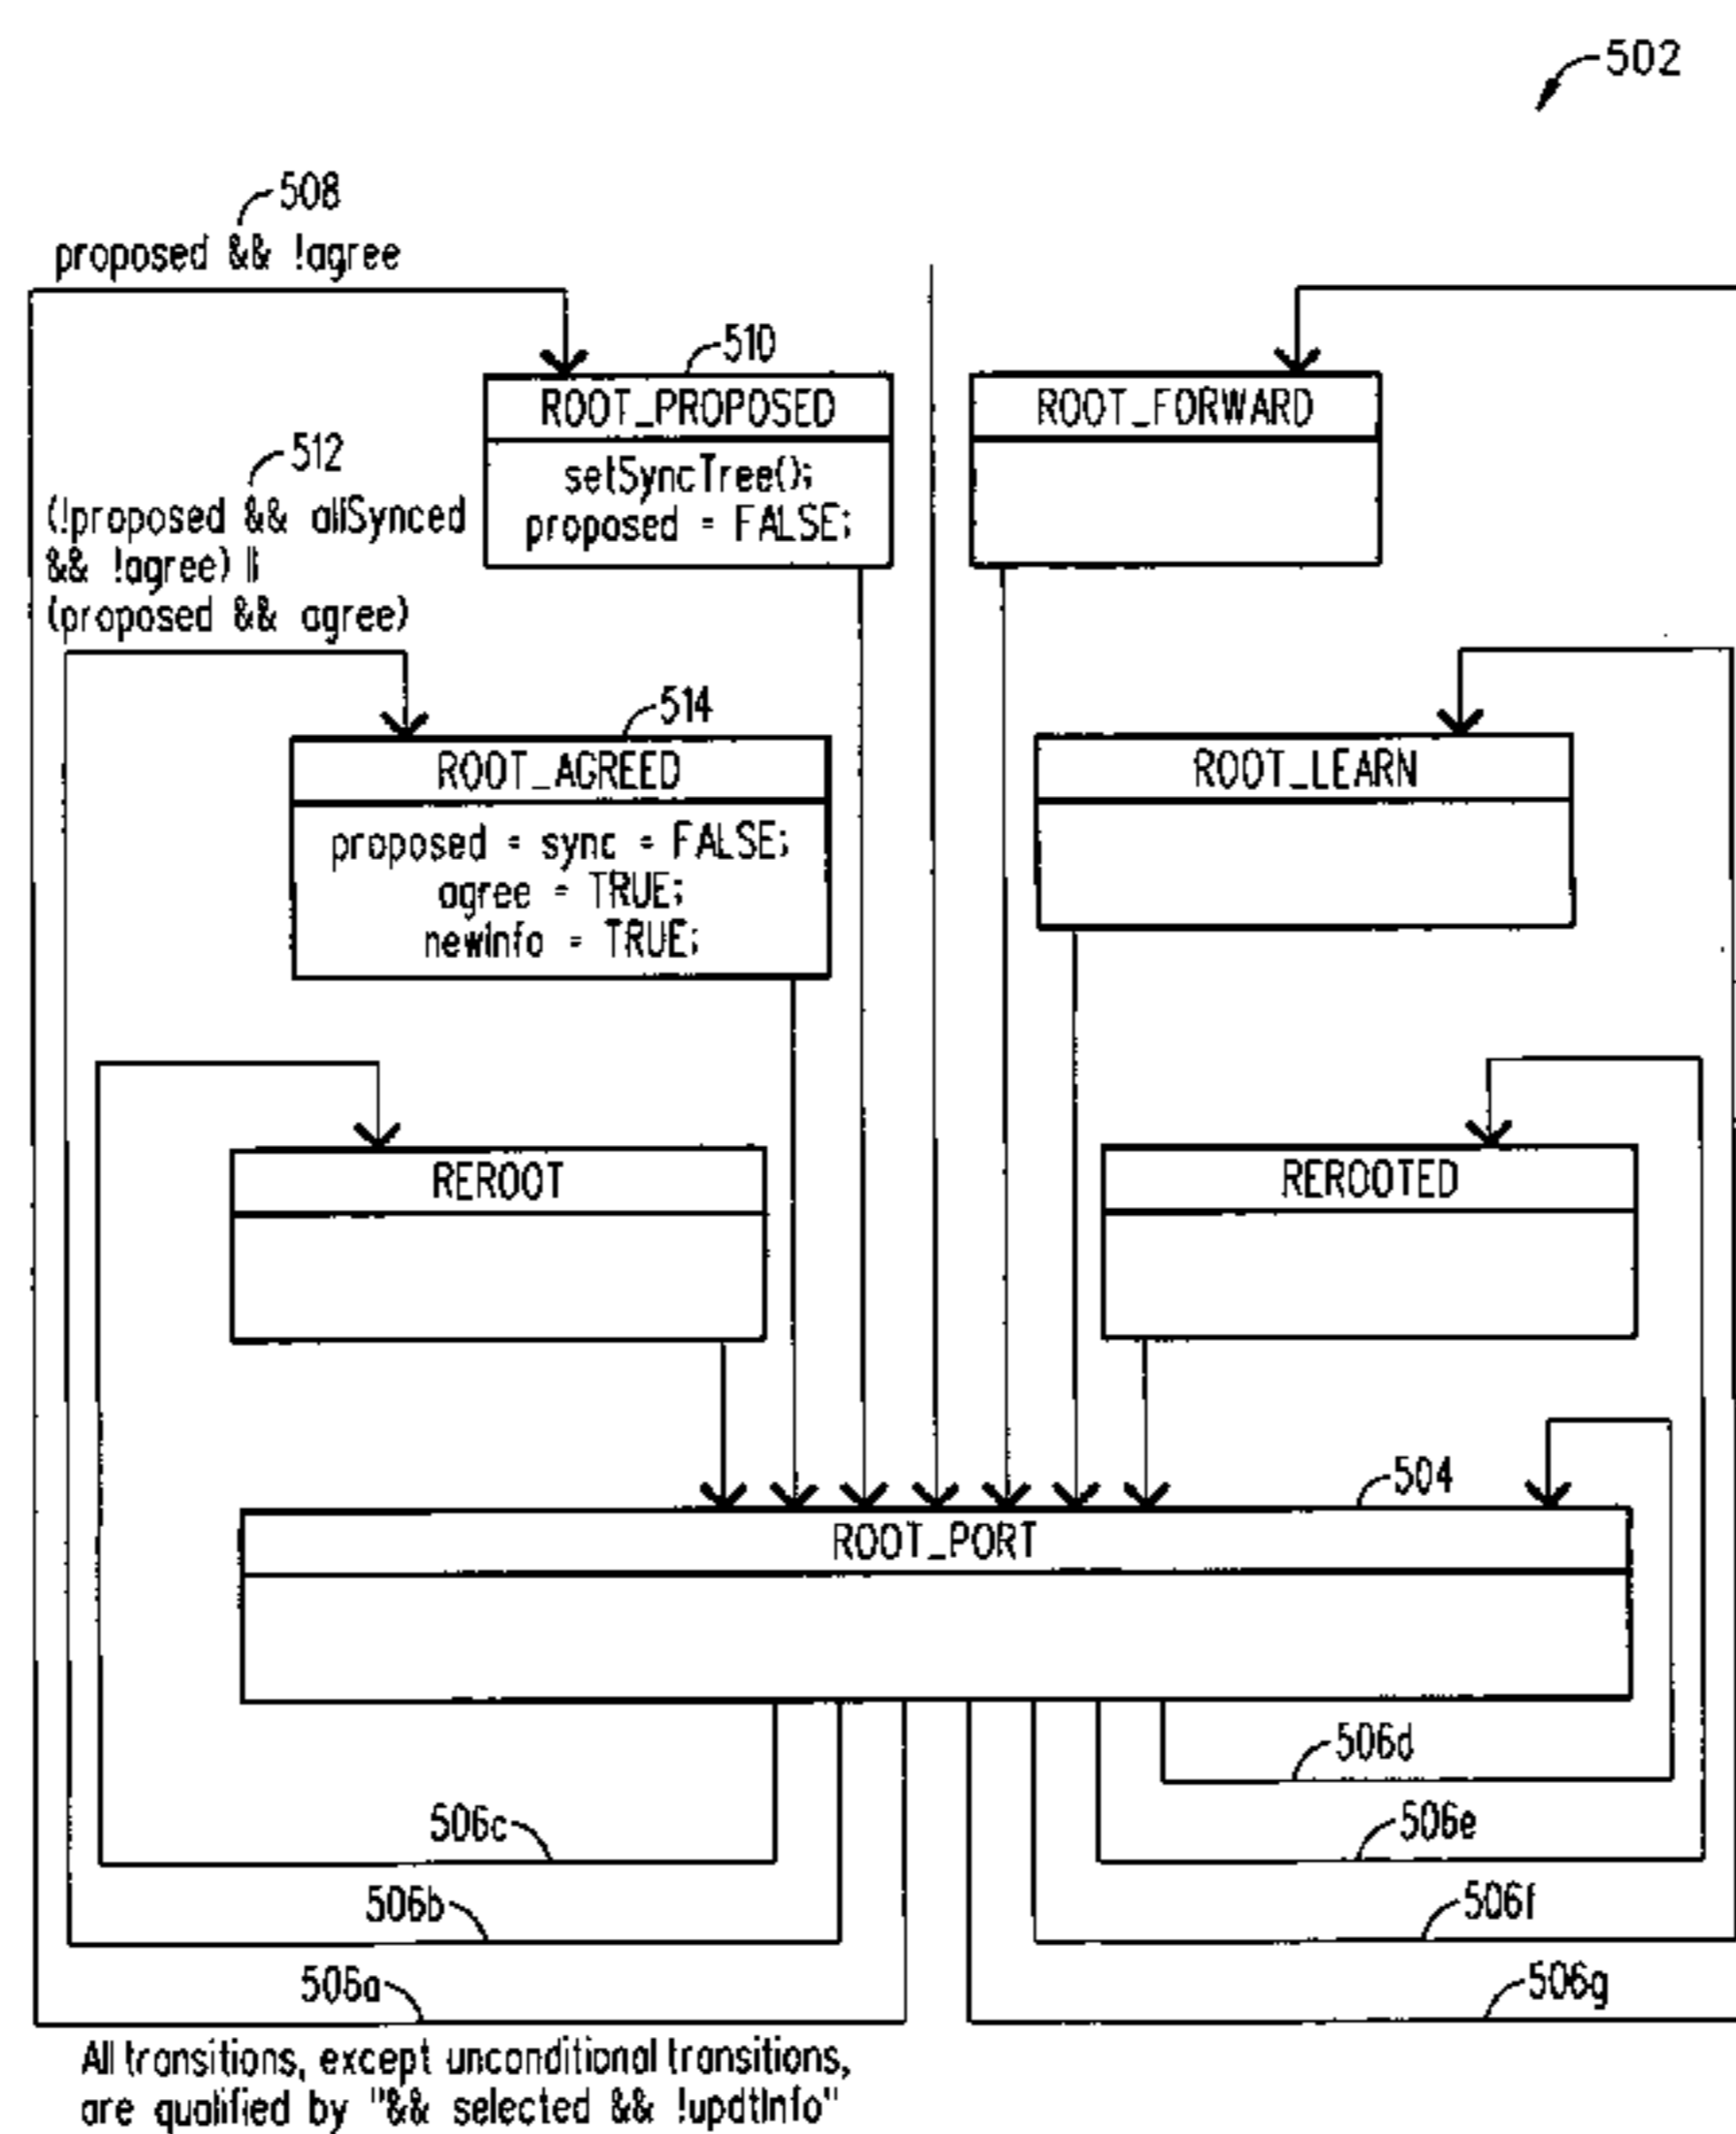 502
508
proposed && !agree
510
ROOT_PROPOSED
ROOT_FORWARD
setSyncTree();
proposed = FALSE;
512
(!proposed && allSynced
&& !agree) ||
(proposed && agree)
514
ROOT_AGREED
ROOT_LEARN
proposed = sync = FALSE;
agree = TRUE;
newInfo = TRUE;
REROOT
REROOTED
504
ROOT_PORT
506d
506c
506e
506b
506f
506a
506g
All transitions, except unconditional transitions,
are qualified by "&& selected && !updtInfo"